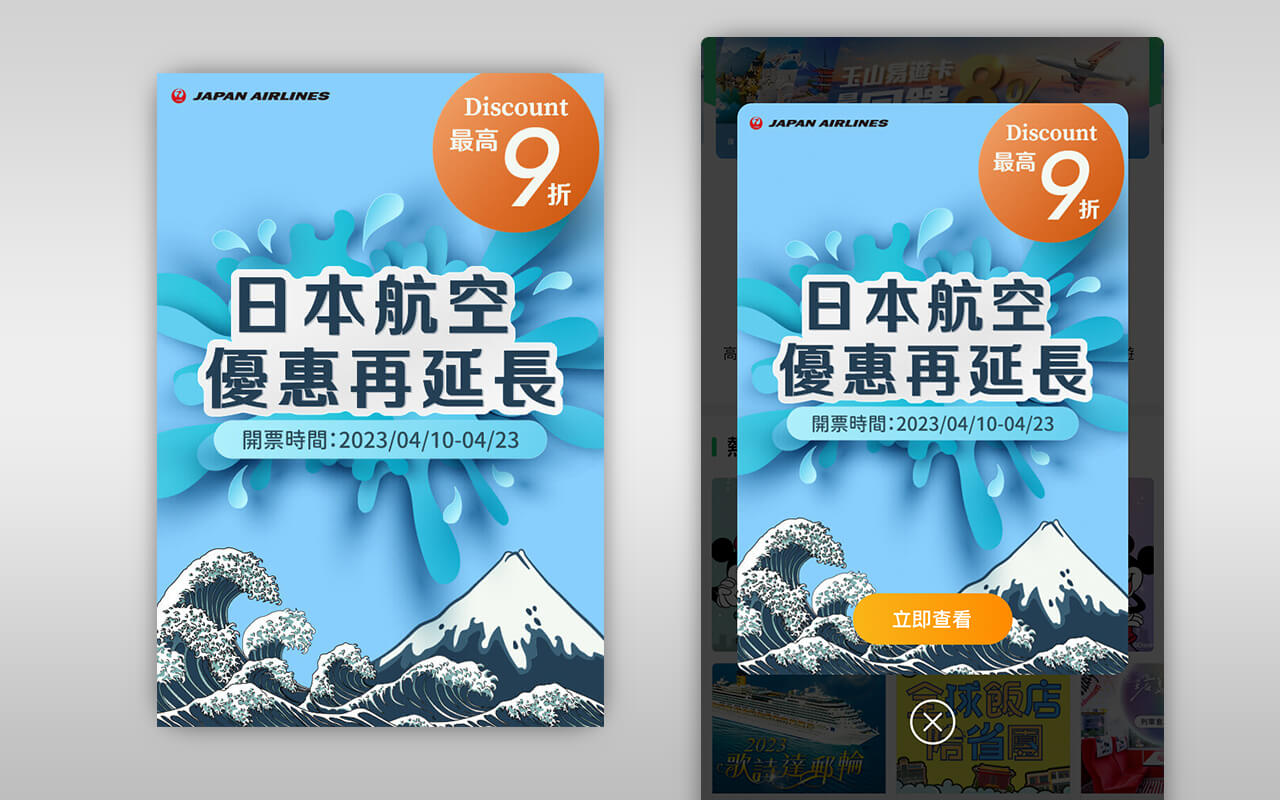 JAPAN AIRLINES
Discount
最高
9折
日本航空
優惠再延長
開票時間：2023/04/10-04/23
玉山易遊卡
8%
JAPAN AIRLINES
Discount
最高
9折
日本航空
優惠再延長
開票時間：2023/04/10-04/23
高
遊
立即查看
2023
歌詩達郵輪
全球飯店
省